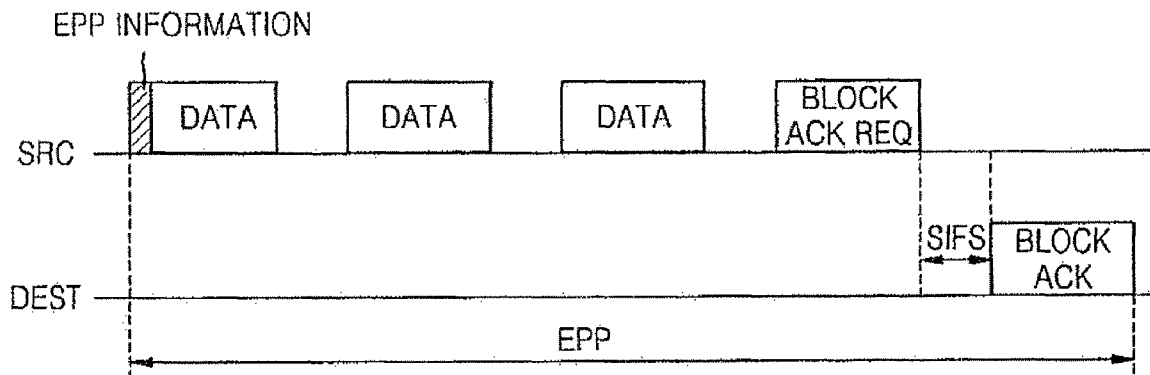 EPP INFORMATION
DATA
DATA
DATA
BLOCK
ACK REQ
SRC
SIFS
BLOCK
ACK
DEST
EPP